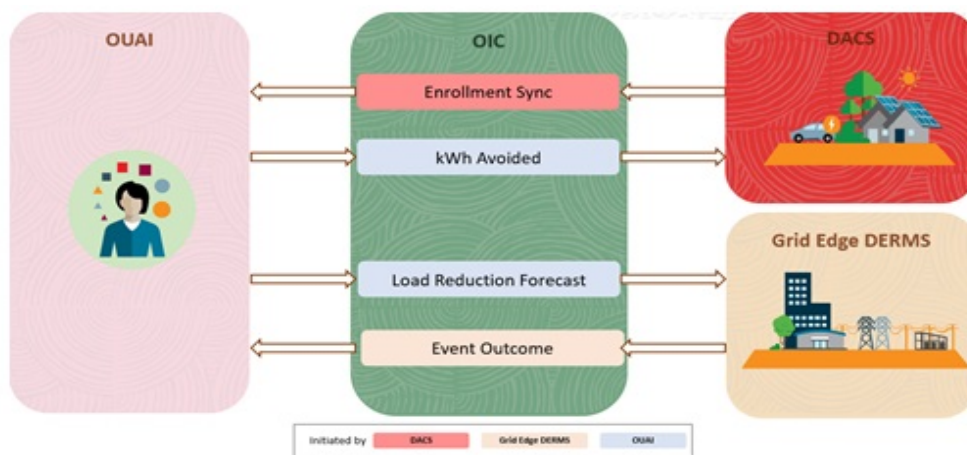 OUAI
OIC
DACS
Enrollment Sync
kWh Avoided
Grid Edge DERMS
Load Reduction Forecast
Event Outcome
Initiated by DACS Grid Edge DERMS OUAI